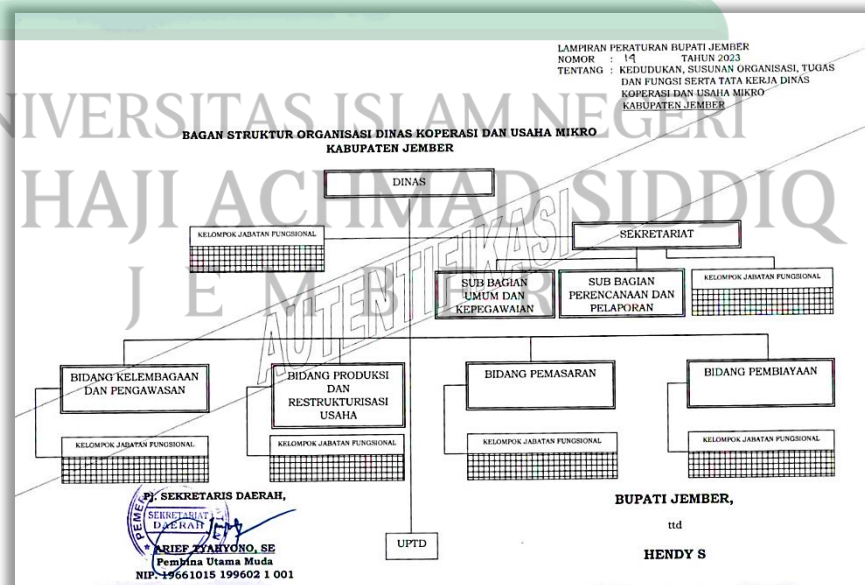 LAMPIRAN PERATURAN BUPATI JEMBER
NOMOR : 19 TAHUN 2023
TENTANG : KEDUDUKAN, SUSUNAN ORGANISASI, TUGAS
DAN FUNGSI SERTA TATA KERJA DINAS
KOPERASI DAN USAHA MIKRO
KABUPATEN JEMBER
NIVERSITAS ISLAM NEGERI
BAGAN STRUKTUR ORGANISASI DINAS KOPERASI DAN USAHA MIKRO
KABUPATEN JEMBER
HAJI ACHMAD SIDDIQ
JEMBER
AUTENTIFIKASI
DINAS
KELOMPOK JABATAN FUNGSIONAL
SEKRETARIAT
SUB BAGIAN
UMUM DAN
KEPEGAWAIAN
SUB BAGIAN
PERENCANAAN DAN
PELAPORAN
KELOMPOK JABATAN FUNGSIONAL
BIDANG KELEMBAGAAN
DAN PENGAWASAN
BIDANG PRODUKSI
DAN
RESTRUKTURISASI
USAHA
BIDANG PEMASARAN
BIDANG PEMBIAYAAN
KELOMPOK JABATAN FUNGSIONAL
KELOMPOK JABATAN FUNGSIONAL
KELOMPOK JABATAN FUNGSIONAL
KELOMPOK JABATAN FUNGSIONAL
Pj. SEKRETARIS DAERAH,
SEKRETARIAT
DAERAH
ARIEF TYAHYONO, SE
Pembina Utama Muda
NIP. 19661015 199602 1 001
UPTD
BUPATI JEMBER,
ttd
HENDY S